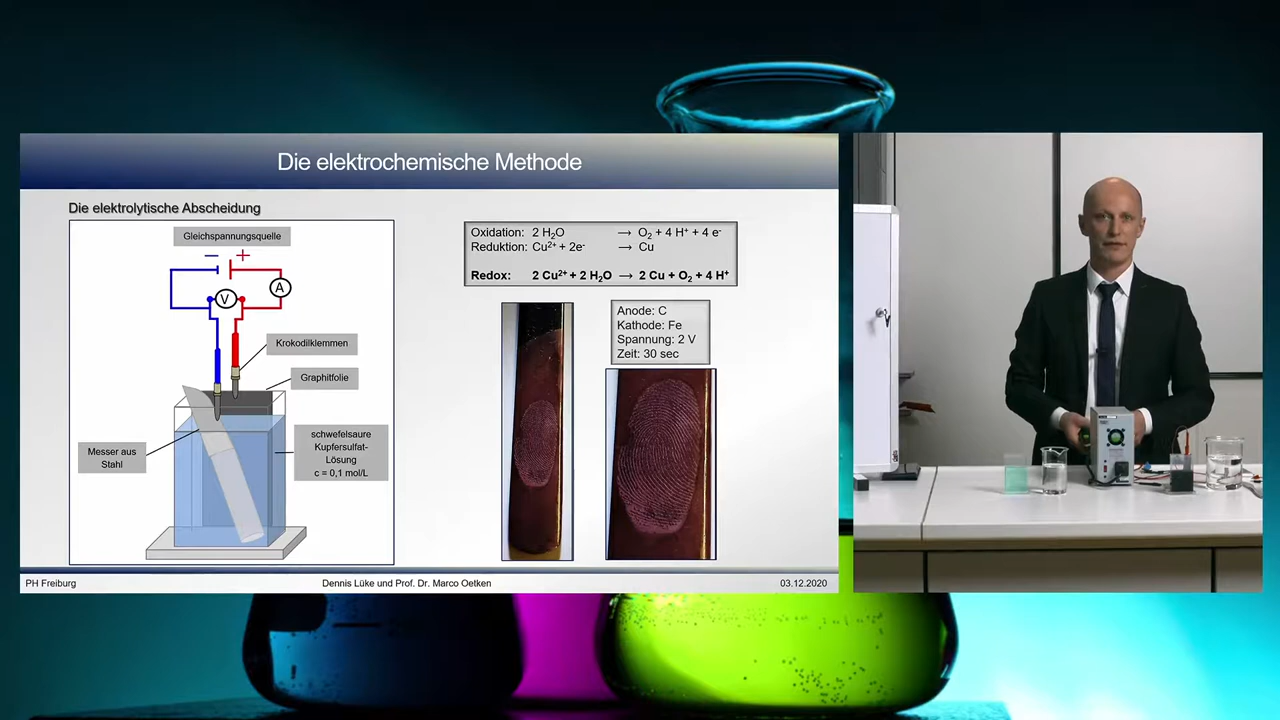 Die elektrochemische Methode
Die elektrolytische Abscheidung
Gleichspannungsquelle
− +
A
V
Krokodilklemmen
Graphitfolie
Messer aus
Stahl
schwefelsaure
Kupfersulfat-
Lösung
c = 0,1 mol/L
Oxidation: 2 H₂O → O₂ + 4 H⁺ + 4 e⁻
Reduktion: Cu²⁺ + 2e⁻ → Cu
Redox: 2 Cu²⁺ + 2 H₂O → 2 Cu + O₂ + 4 H⁺
Anode: C
Kathode: Fe
Spannung: 2 V
Zeit: 30 sec
PH Freiburg
Dennis Lüke und Prof. Dr. Marco Oetken
03.12.2020